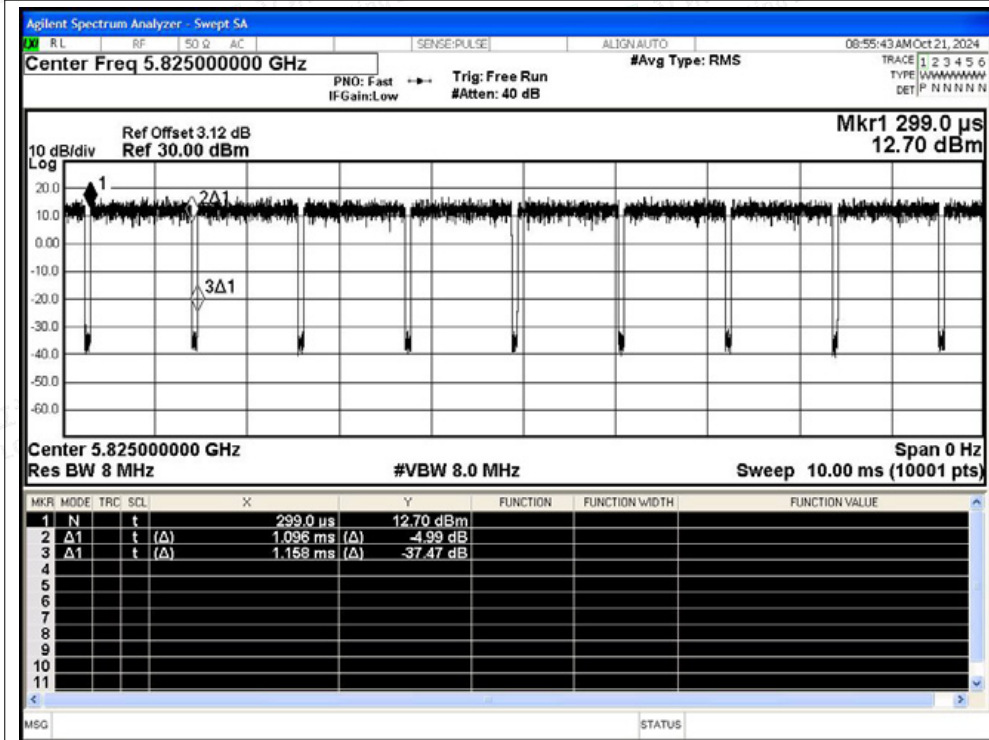 Agilent Spectrum Analyzer - Swept SA
LXI RL RF 50 Ω AC SENSE:PULSE ALIGN AUTO 08:55:43 AM Oct 21, 2024
Center Freq 5.825000000 GHz #Avg Type: RMS TRACE 1 2 3 4 5 6
PNO: Fast Trig: Free Run TYPE WWWWWW
IFGain:Low #Atten: 40 dB DET P N N N N N
Mkr1 299.0 µs
Ref Offset 3.12 dB
10 dB/div Ref 30.00 dBm 12.70 dBm
Log
20.0
10.0
0.00
-10.0
-20.0
-30.0
-40.0
-50.0
-60.0
1
2Δ1
3Δ1
Center 5.825000000 GHz Span 0 Hz
Res BW 8 MHz #VBW 8.0 MHz Sweep 10.00 ms (10001 pts)
MKR MODE TRC SCL X Y FUNCTION FUNCTION WIDTH FUNCTION VALUE
1 N t 299.0 µs 12.70 dBm
2 Δ1 t (Δ) 1.096 ms (Δ) -4.99 dB
3 Δ1 t (Δ) 1.158 ms (Δ) -37.47 dB
4
5
6
7
8
9
10
11
MSG STATUS